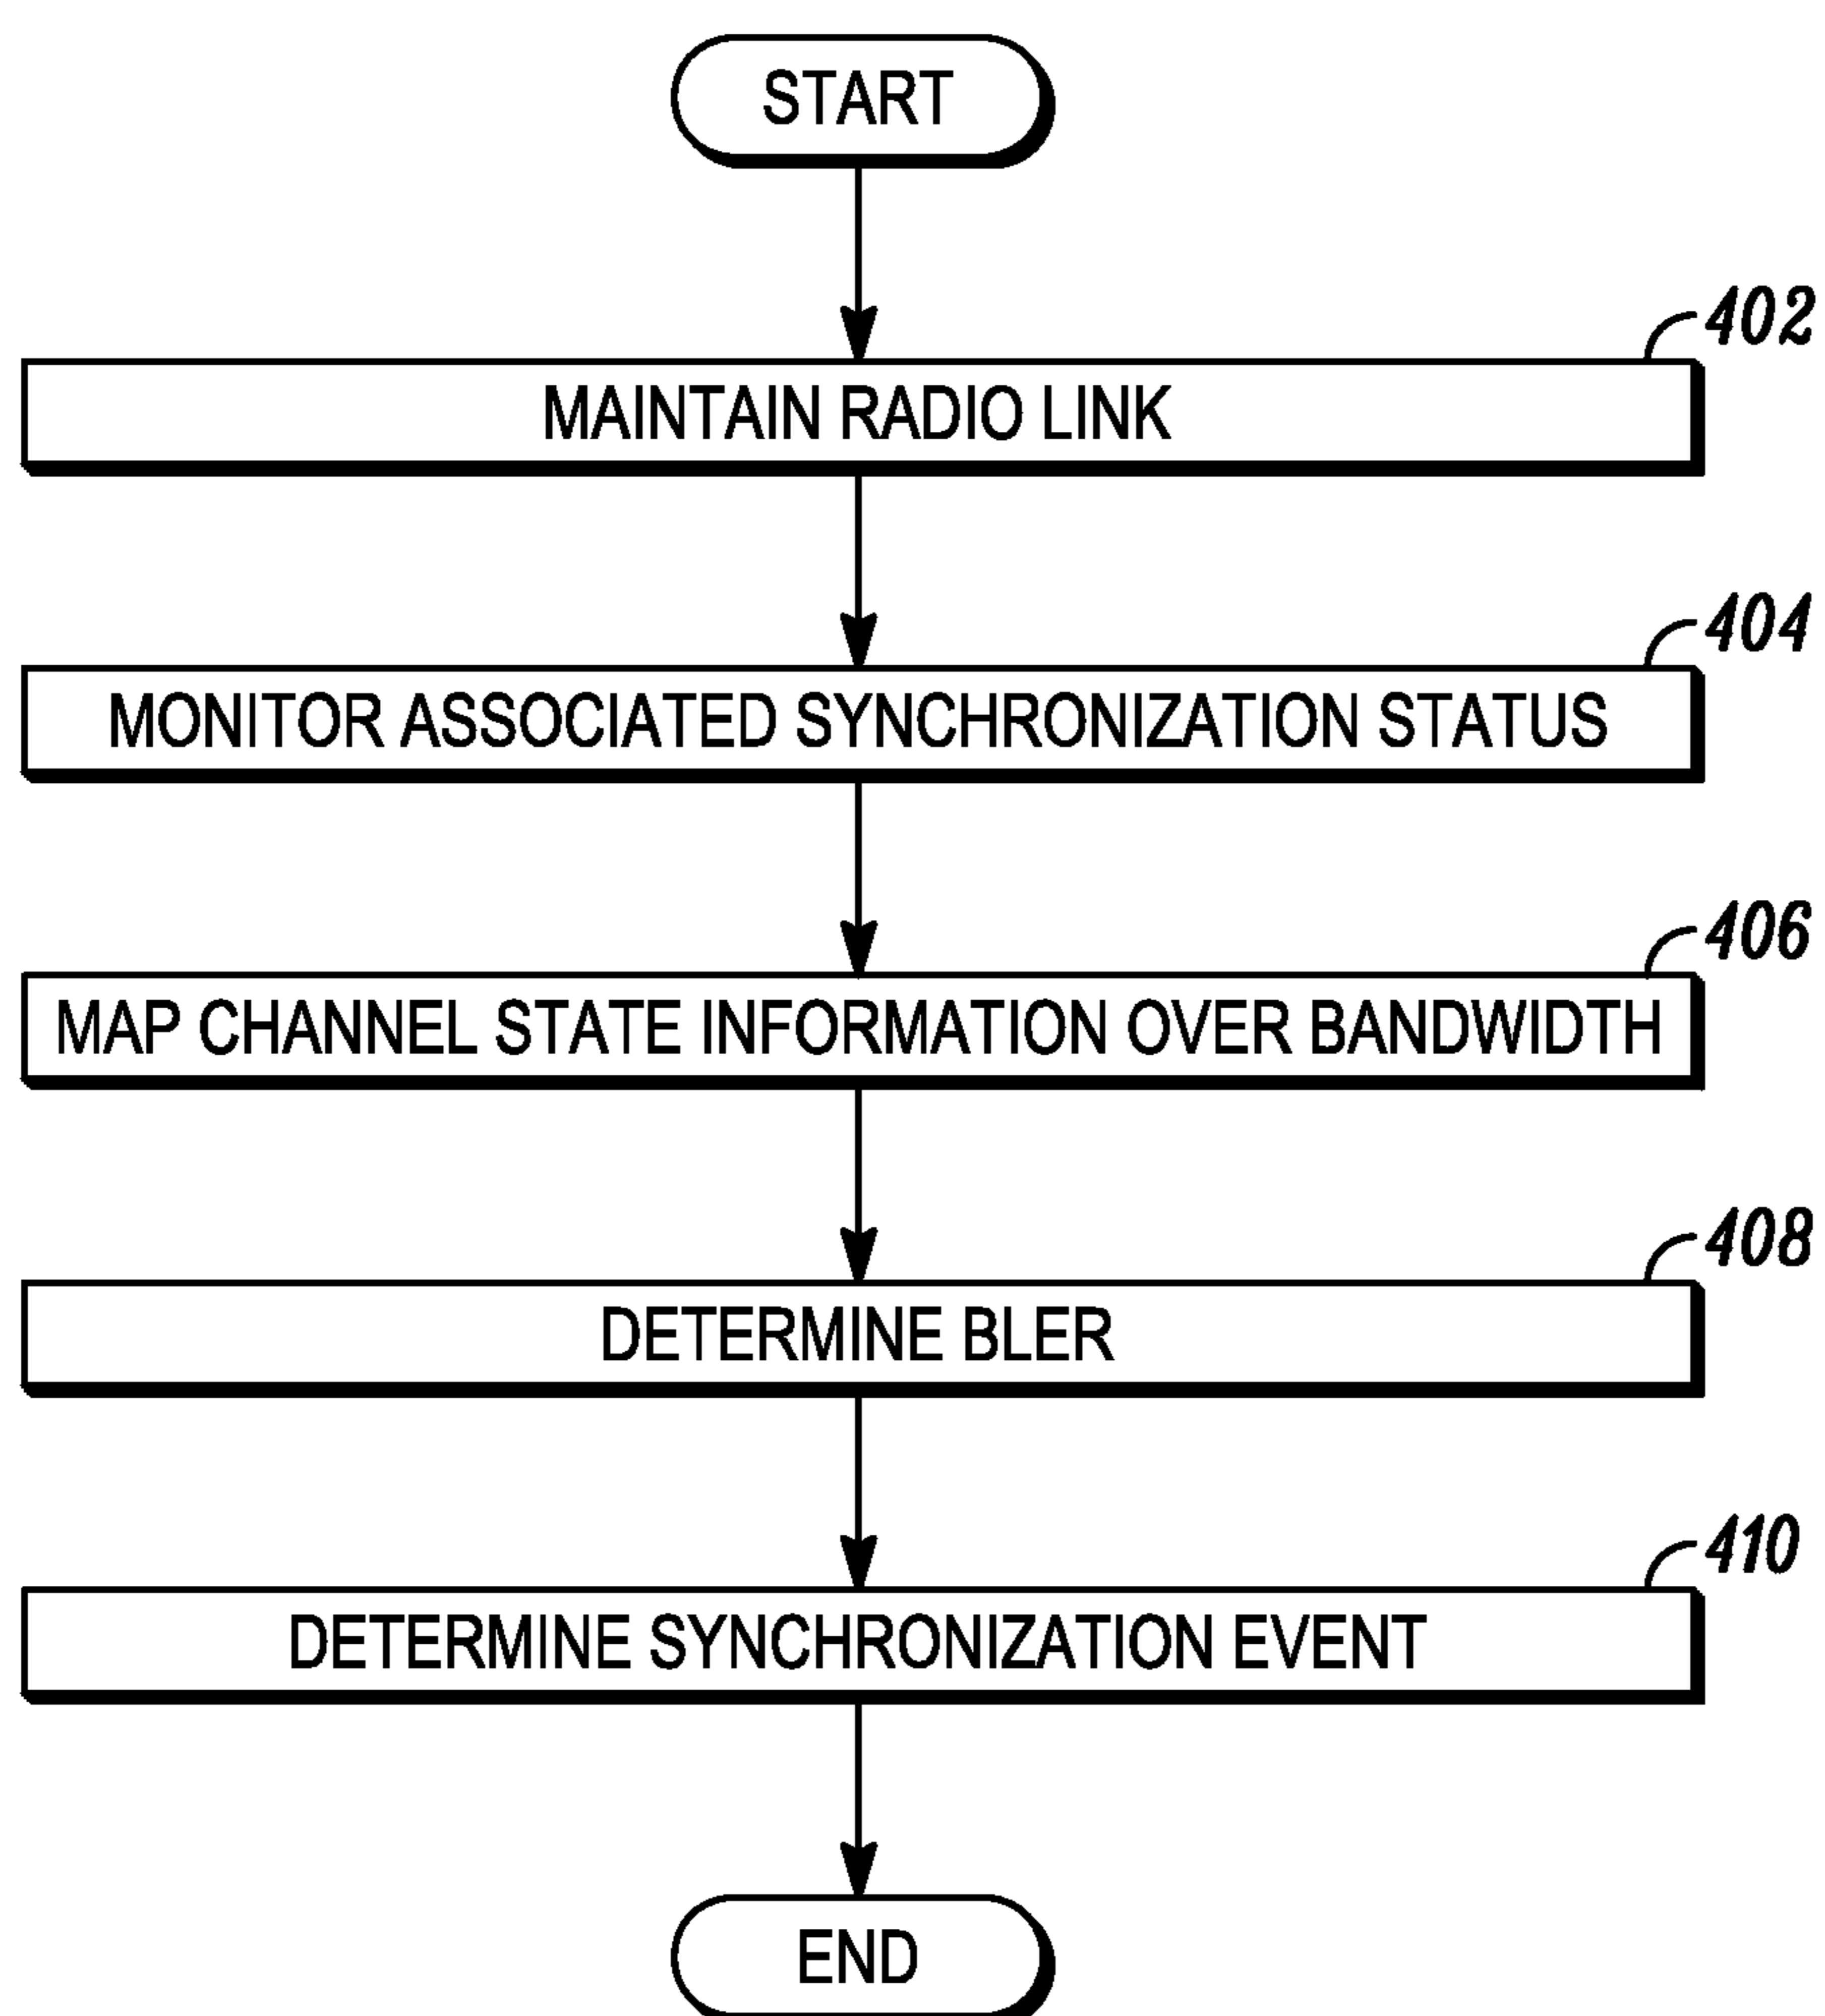 START
402
MAINTAIN RADIO LINK
404
MONITOR ASSOCIATED SYNCHRONIZATION STATUS
406
MAP CHANNEL STATE INFORMATION OVER BANDWIDTH
408
DETERMINE BLER
410
DETERMINE SYNCHRONIZATION EVENT
END